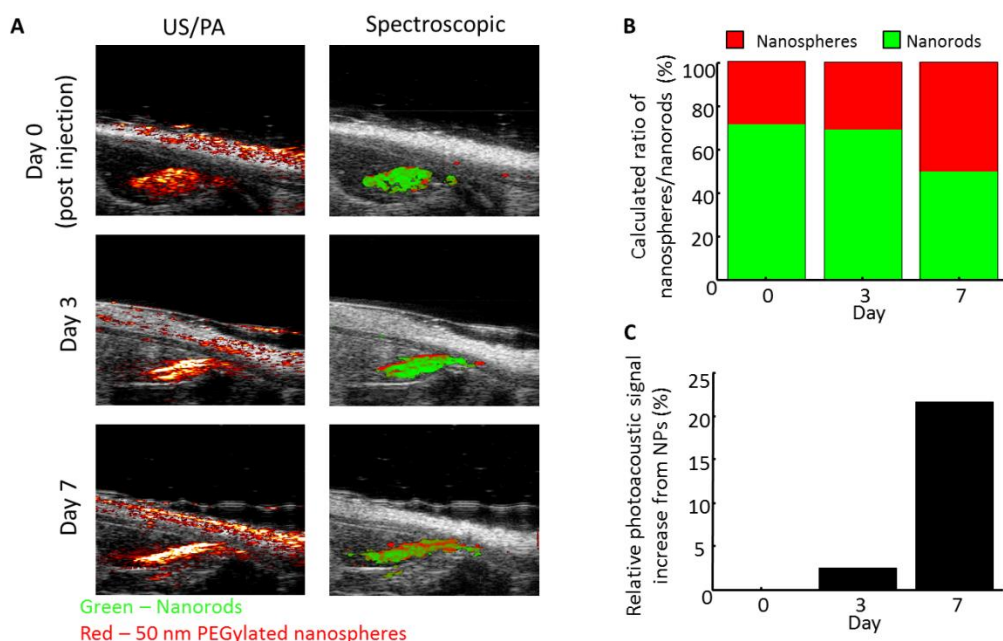 A
US/PA
Spectroscopic
Day 0
(post injection)
Day 3
Day 7
Green – Nanorods
Red – 50 nm PEGylated nanospheres
B
Nanospheres
Nanorods
Calculated ratio of
nanospheres/nanorods (%)
100
80
60
40
20
0
0
3
7
Day
C
Relative photoacoustic signal
increase from NPs (%)
25
20
15
10
5
0
0
3
7
Day